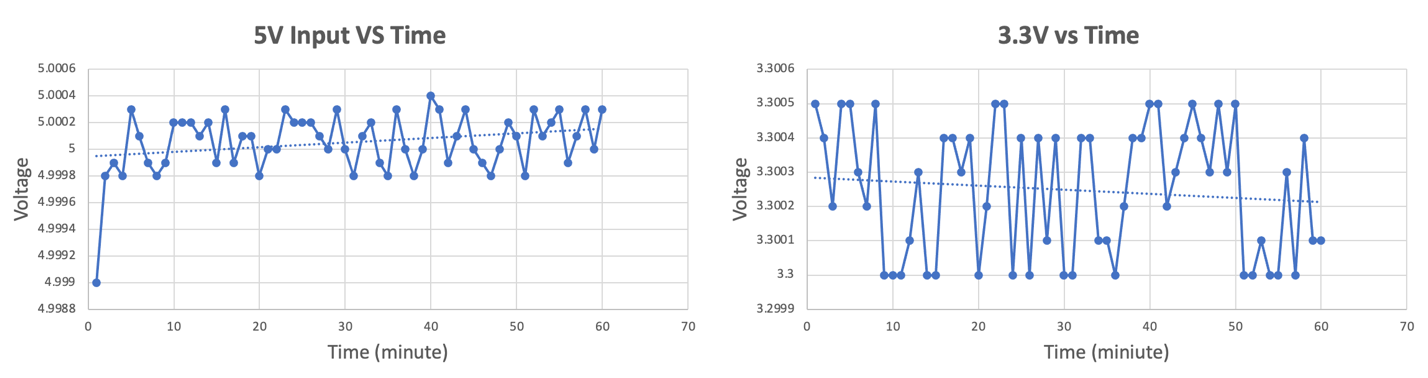 5V Input VS Time
5.0006
5.0004
5.0002
5
4.9998
4.9996
4.9994
4.9992
4.999
4.9988
Voltage
0 10 20 30 40 50 60 70
Time (minute)
3.3V vs Time
3.3006
3.3005
3.3004
3.3003
3.3002
3.3001
3.3
3.2999
Voltage
0 10 20 30 40 50 60 70
Time (miniute)